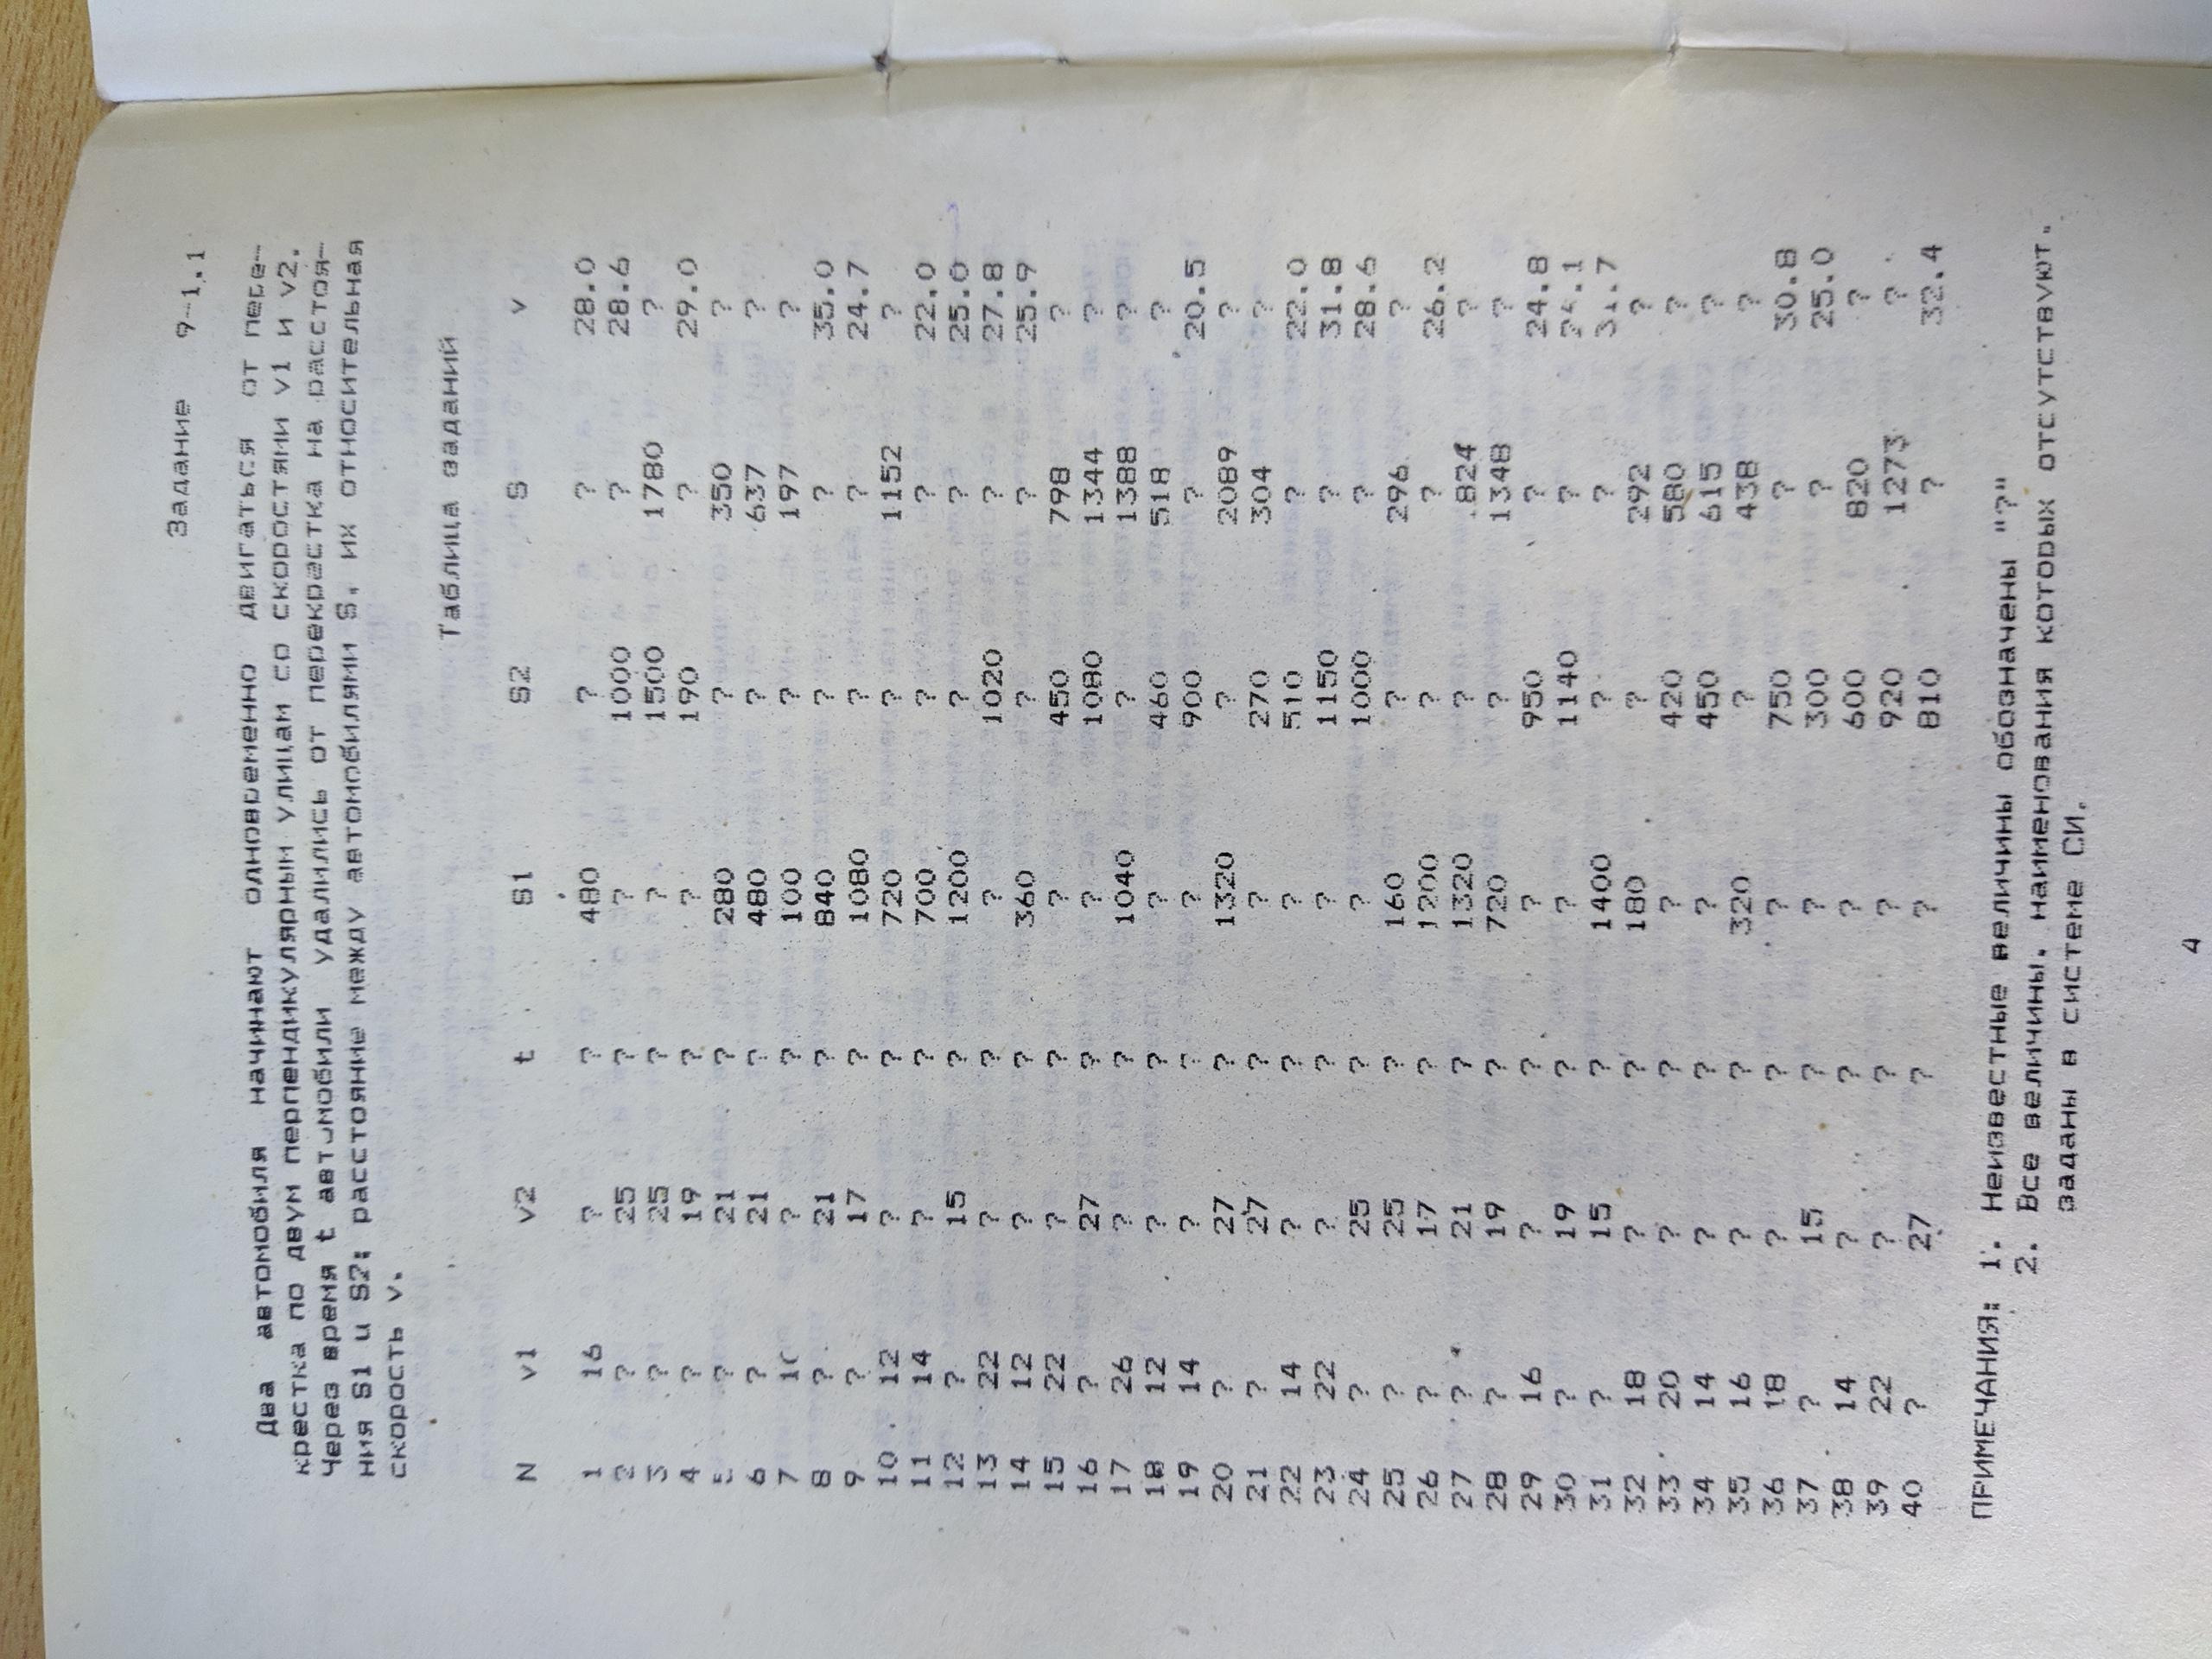 Задание 9-1.1
Два автомобиля начинают одновременно двигаться от пере-
крестка по двум перпендикулярным улицам со скоростями v1 и v2.
Через время t автомобили удалились от перекрестка на расстоя-
ния S1 и S2; расстояние между автомобилями S, их относительная
скорость v.
Таблица заданий
N v1 v2 t S1 S2 S v
1 16 ? ? 480 ? ? 28.0
2 ? 25 ? ? 1000 ? 28.6
3 ? 25 ? ? 1500 1780 ?
4 ? 19 ? ? 190 ? 29.0
5 ? 21 ? 280 ? 350 ?
6 ? 21 ? 480 ? 637 ?
7 10 ? ? 100 ? 197 ?
8 ? 21 ? 840 ? ? 35.0
9 ? 17 ? 1080 ? ? 24.7
10 12 ? ? 720 ? 1152 ?
11 14 ? ? 700 ? ? 22.0
12 ? 15 ? 1200 ? ? 25.0
13 22 ? ? ? 1020 ? 27.8
14 12 ? ? 360 ? ? 25.9
15 22 ? ? ? 450 798 ?
16 ? 27 ? ? 1080 1344 ?
17 26 ? ? 1040 ? 1388 ?
18 12 ? ? ? 460 518 ?
19 14 ? ? ? 900 ? 20.5
20 ? 27 ? 1320 ? 2089 ?
21 ? 27 ? ? 270 304 ?
22 14 ? ? ? 510 ? 22.0
23 22 ? ? ? 1150 ? 31.8
24 ? 25 ? ? 1000 ? 28.6
25 ? 25 ? 160 ? 296 ?
26 ? 17 ? 1200 ? ? 26.2
27 ? 21 ? 1320 ? 1824 ?
28 ? 19 ? 720 ? 1348 ?
29 16 ? ? ? 950 ? 24.8
30 ? 19 ? ? 1140 ?
31 ? 15 ? 1400 ? ?
32 18 ? ? 180 ? 292 ?
33 20 ? ? ? 420 580 ?
34 14 ? ? ? 450 615 ?
35 16 ? ? 320 ? 438 ?
36 18 ? ? ? 750 ? 30.8
37 ? 15 ? ? 300 ? 25.0
38 14 ? ? ? 600 820 ?
39 22 ? ? ? 920 1273 ?
40 ? 27 ? ? 810 ? 32.4
ПРИМЕЧАНИЯ: 1. Неизвестные величины обозначены "?"
2. Все величины, наименования которых отсутствуют,
заданы в системе СИ.
4